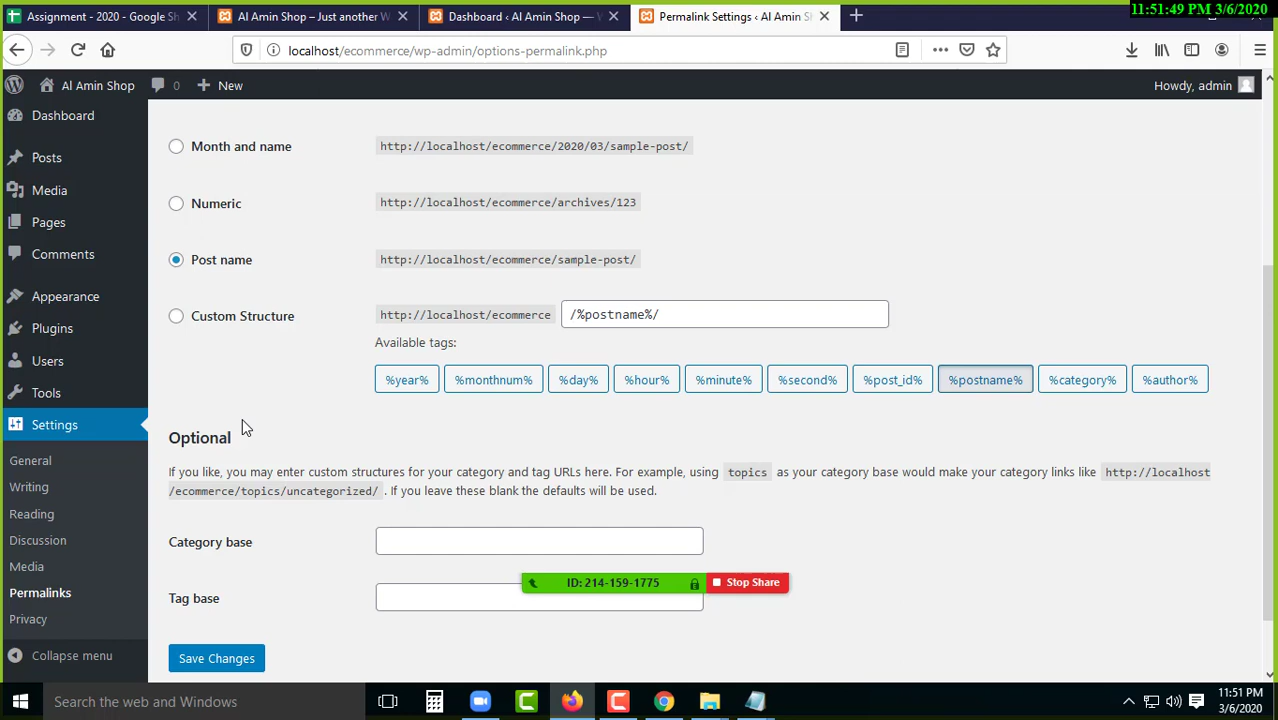 11:51:49 PM 3/6/2020
Assignment - 2020 - Google Sh
Al Amin Shop – Just another W
Dashboard ‹ Al Amin Shop — W
Permalink Settings ‹ Al Amin Sho
localhost/ecommerce/wp-admin/options-permalink.php
Al Amin Shop
0
New
Howdy, admin
Dashboard
Posts
Media
Pages
Comments
Appearance
Plugins
Users
Tools
Settings
General
Writing
Reading
Discussion
Media
Permalinks
Privacy
Collapse menu
Month and name
http://localhost/ecommerce/2020/03/sample-post/
Numeric
http://localhost/ecommerce/archives/123
Post name
http://localhost/ecommerce/sample-post/
Custom Structure
http://localhost/ecommerce
/%postname%/
Available tags:
%year%
%monthnum%
%day%
%hour%
%minute%
%second%
%post_id%
%postname%
%category%
%author%
Optional
If you like, you may enter custom structures for your category and tag URLs here. For example, using topics as your category base would make your category links like http://localhost
/ecommerce/topics/uncategorized/ . If you leave these blank the defaults will be used.
Category base
ID: 214-159-1775
Stop Share
Tag base
Save Changes
Search the web and Windows
11:51 PM
3/6/2020